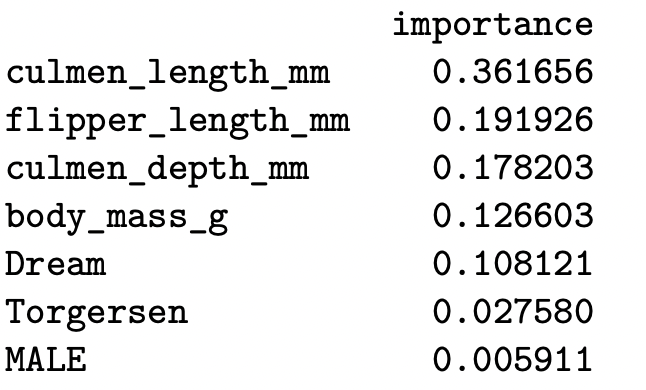 importance
culmen_length_mm 0.361656
flipper_length_mm 0.191926
culmen_depth_mm 0.178203
body_mass_g 0.126603
Dream 0.108121
Torgersen 0.027580
MALE 0.005911